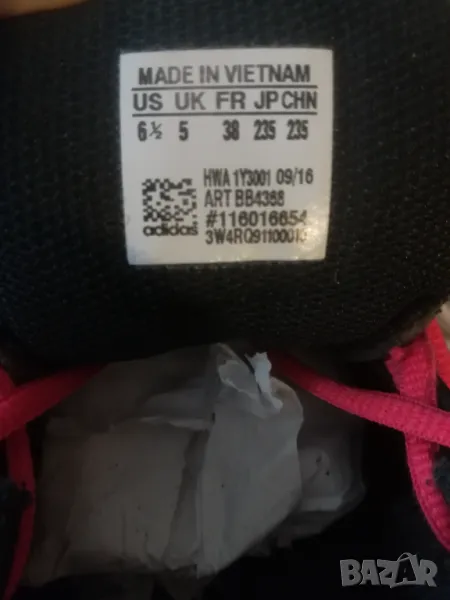 MADE IN VIETNAM
US UK FR JP CHN
6½ 5 38 235 235
HWA 1Y3001 09/16
ART BB4368
#116016654
adidas
BAZAR